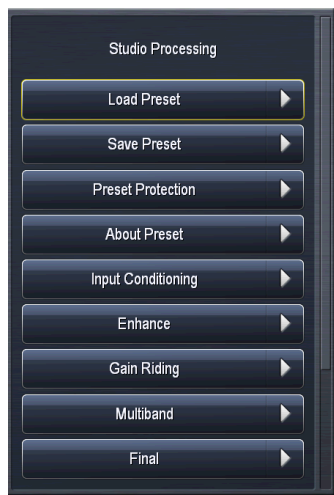 Studio Processing
Load Preset
Save Preset
Preset Protection
About Preset
Input Conditioning
Enhance
Gain Riding
Multiband
Final